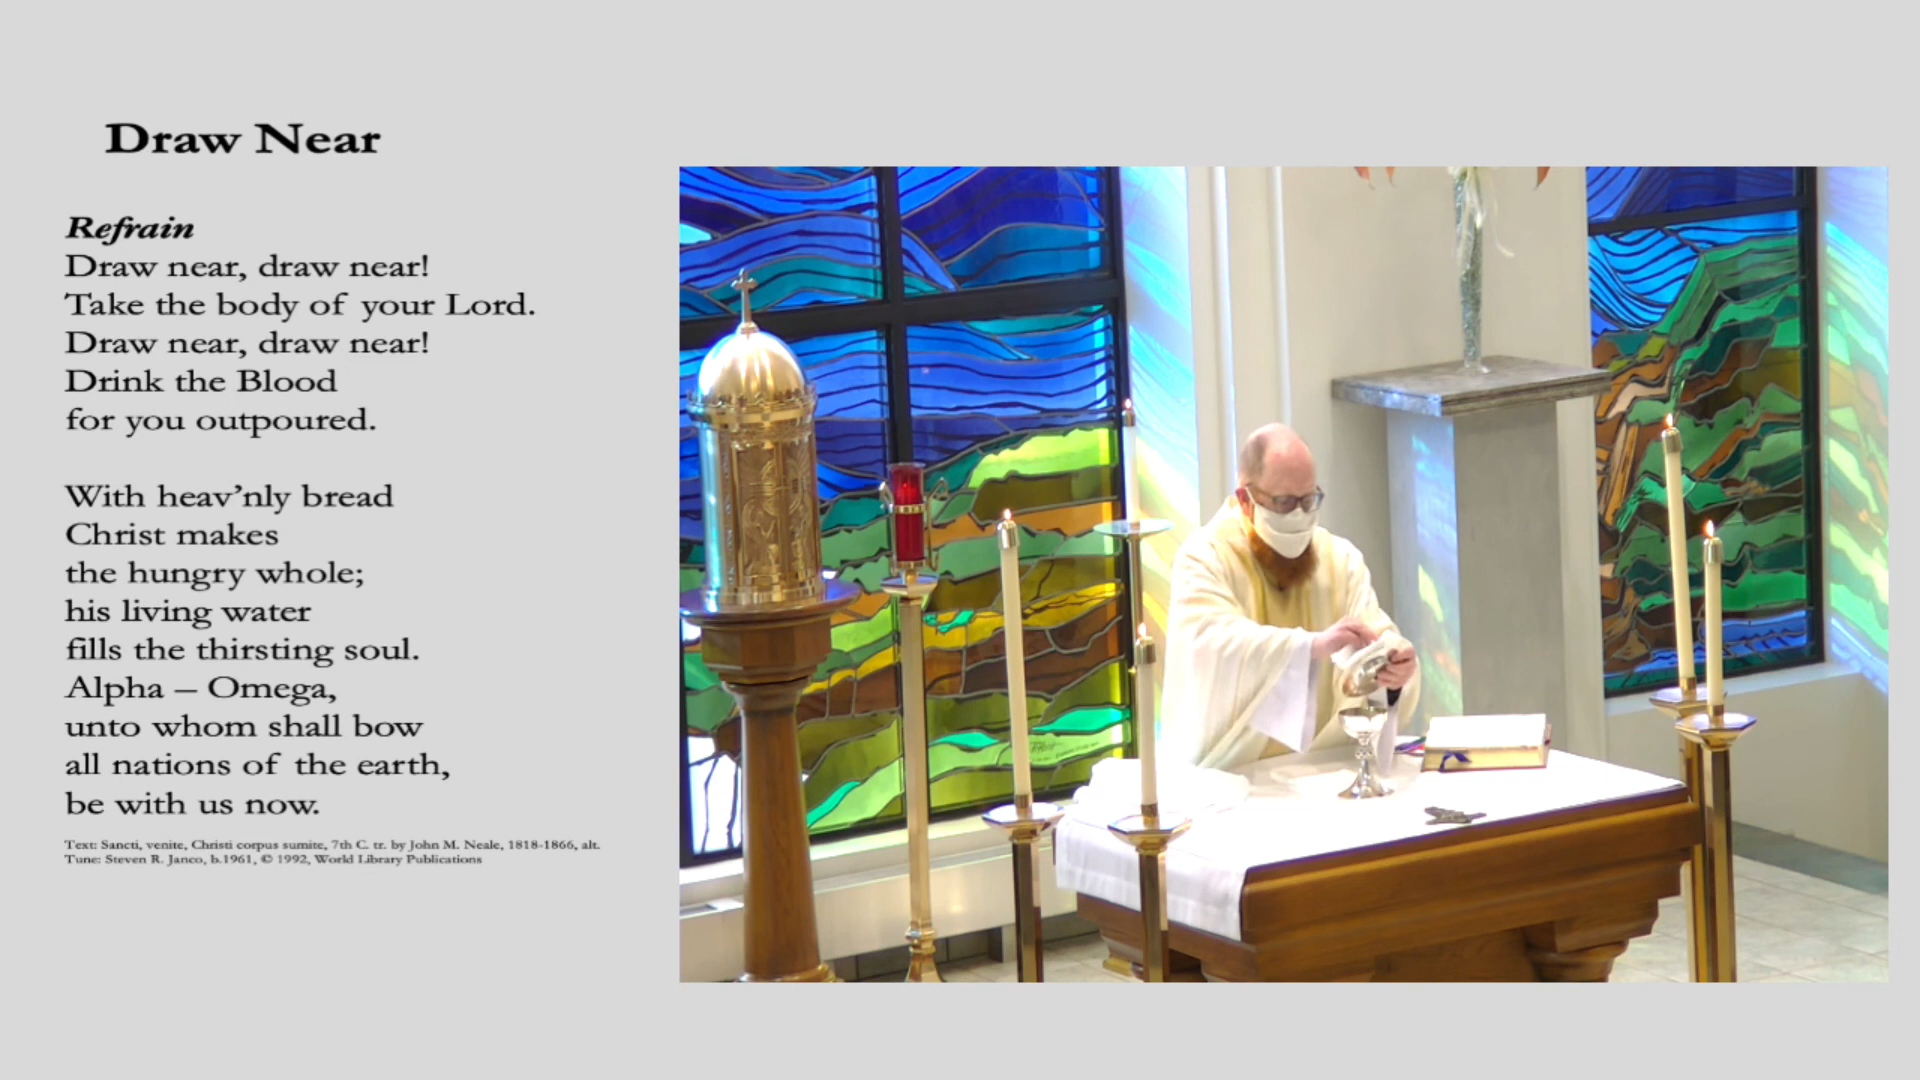 Draw Near
Refrain
Draw near, draw near!
Take the body of your Lord.
Draw near, draw near!
Drink the Blood
for you outpoured.
With heav’nly bread
Christ makes
the hungry whole;
his living water
fills the thirsting soul.
Alpha – Omega,
unto whom shall bow
all nations of the earth,
be with us now.
Text: Sancti, venite, Christi corpus sumite, 7th C. tr. by John M. Neale, 1818-1866, alt.
Tune: Steven R. Janco, b.1961, © 1992, World Library Publications